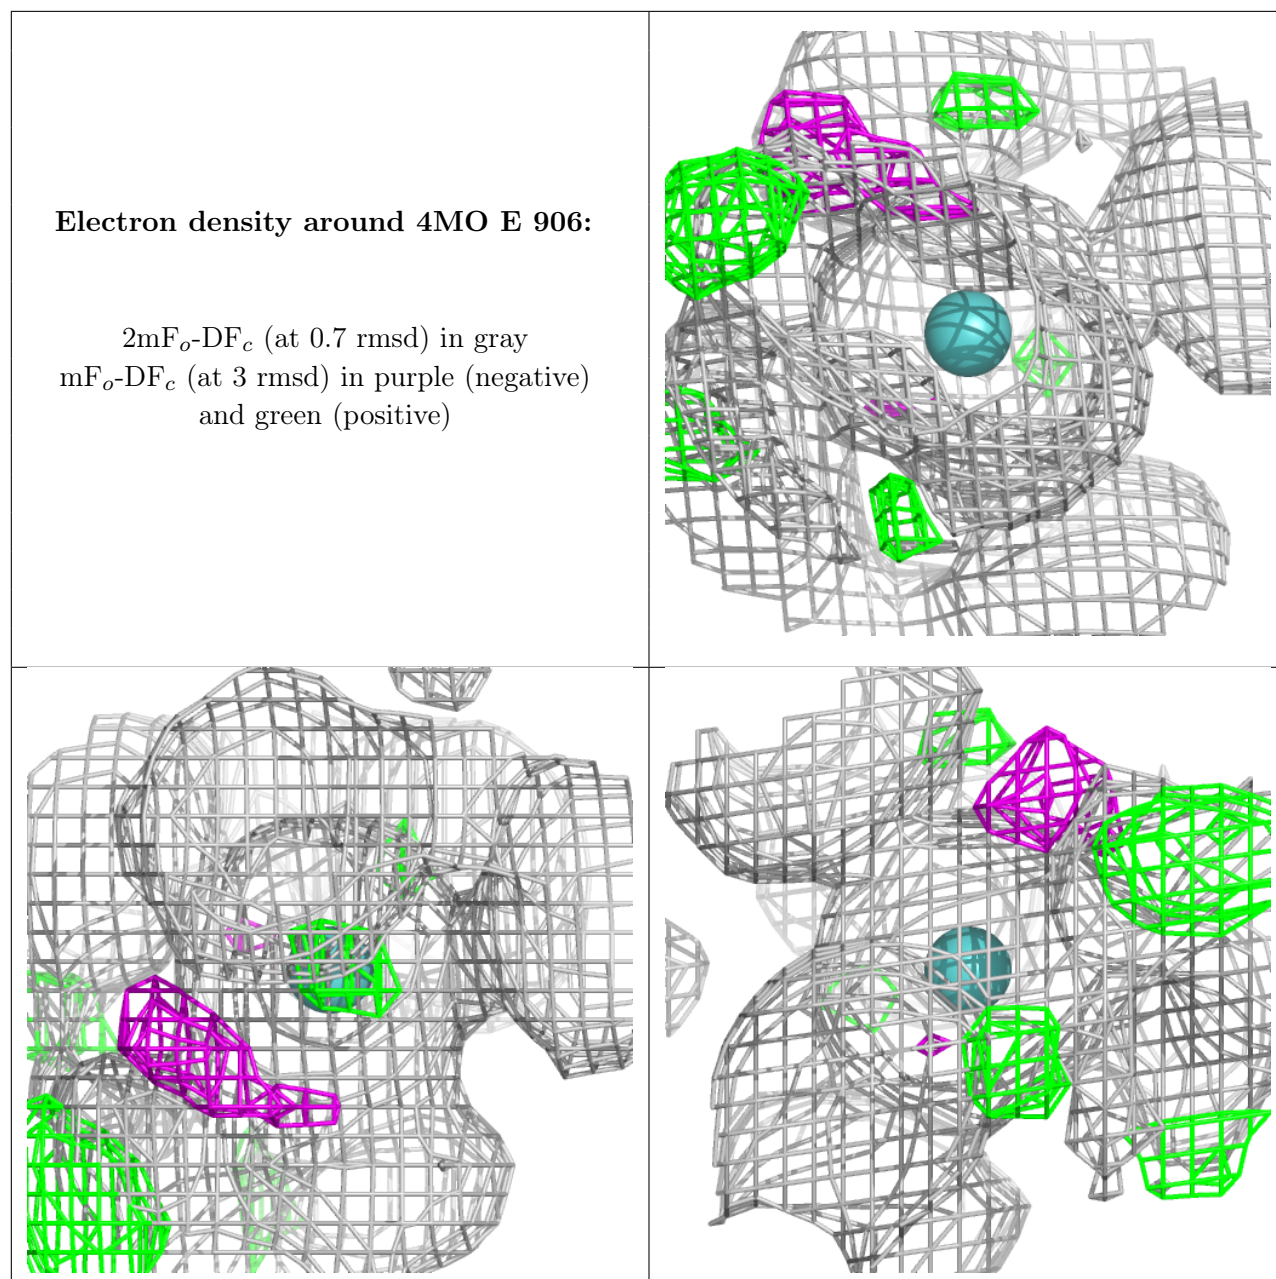 Electron density around 4MO E 906:
2mFo-DFc (at 0.7 rmsd) in gray
mFo-DFc (at 3 rmsd) in purple (negative)
and green (positive)